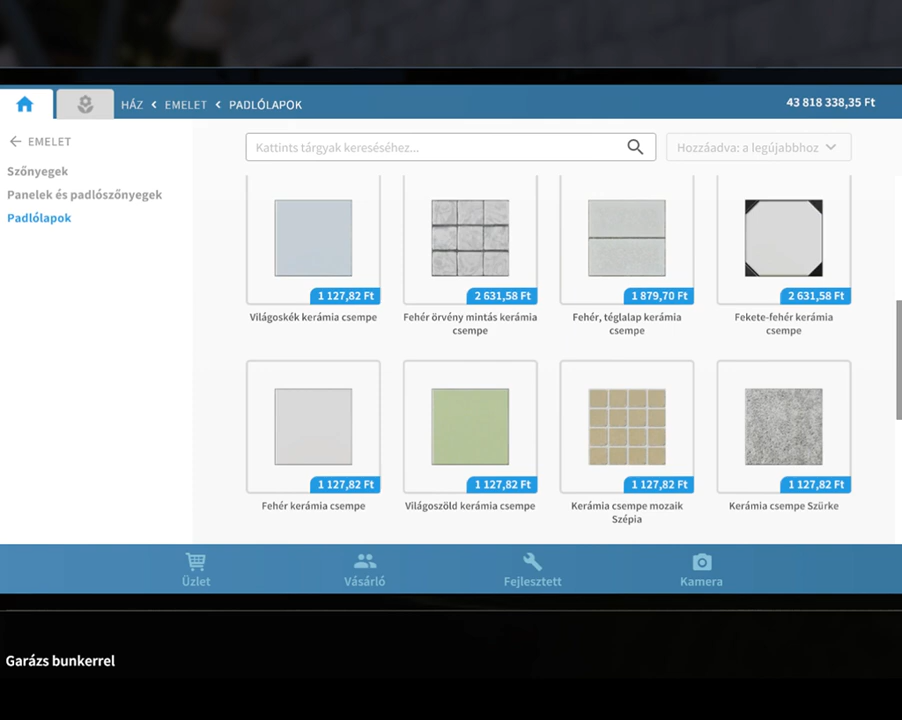 HÁZ < EMELET < PADLÓLAPOK
43 818 338,35 Ft
← EMELET
Szőnyegek
Panelek és padlószőnyegek
Padlólapok
Kattints tárgyak kereséséhez...
Hozzáadva: a legújabbhoz
1 127,82 Ft
2 631,58 Ft
1 879,70 Ft
2 631,58 Ft
Világoskék kerámia csempe
Fehér örvény mintás kerámia
csempe
Fehér, téglalap kerámia
csempe
Fekete-fehér kerámia
csempe
1 127,82 Ft
1 127,82 Ft
1 127,82 Ft
1 127,82 Ft
Fehér kerámia csempe
Világoszöld kerámia csempe
Kerámia csempe mozaik
Szépia
Kerámia csempe Szürke
Üzlet
Vásárló
Fejlesztett
Kamera
Garázs bunkerrel